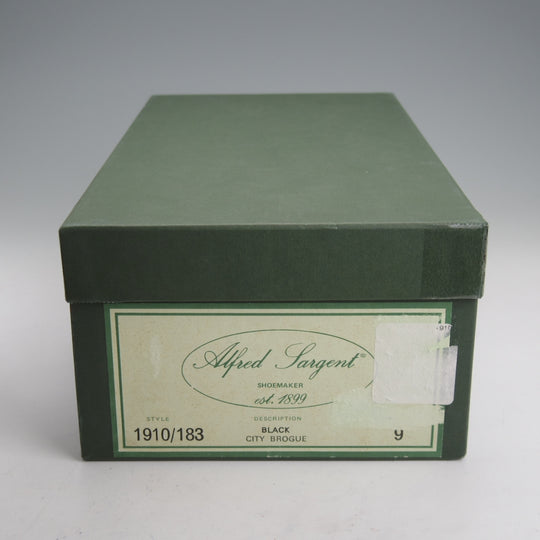 Alfred Sargent®
SHOEMAKER
est. 1899
STYLE DESCRIPTION
1910/183 BLACK 9
CITY BROGUE